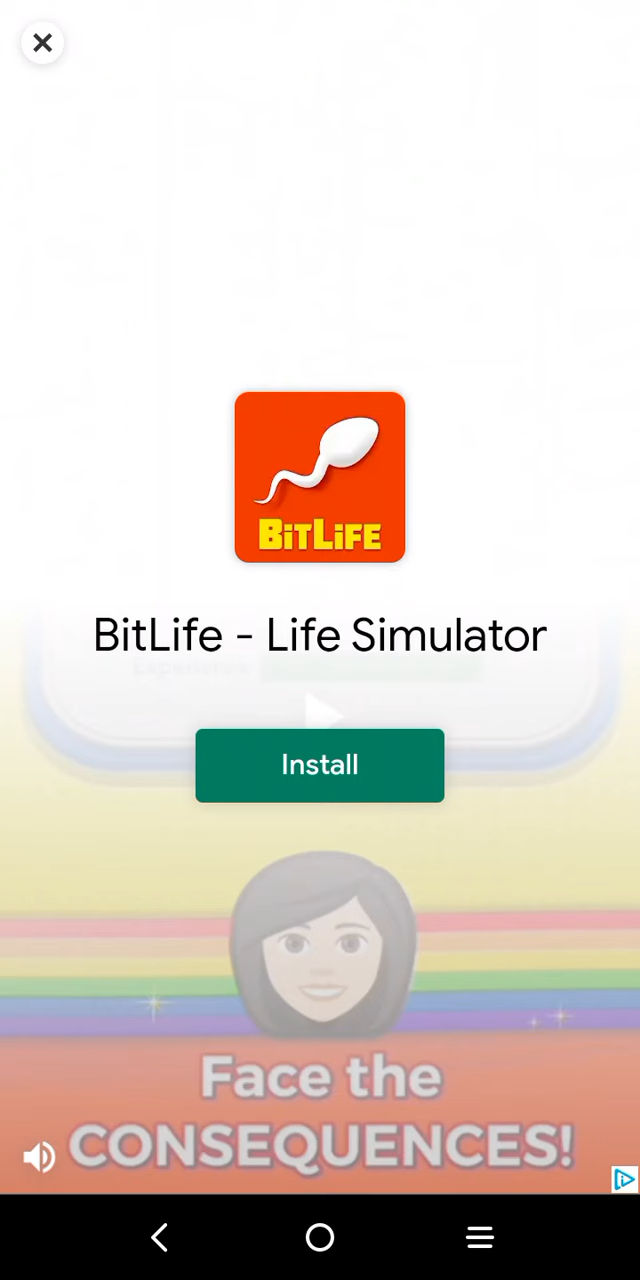 BitLife
BitLife - Life Simulator
Install
Face the
CONSEQUENCES!